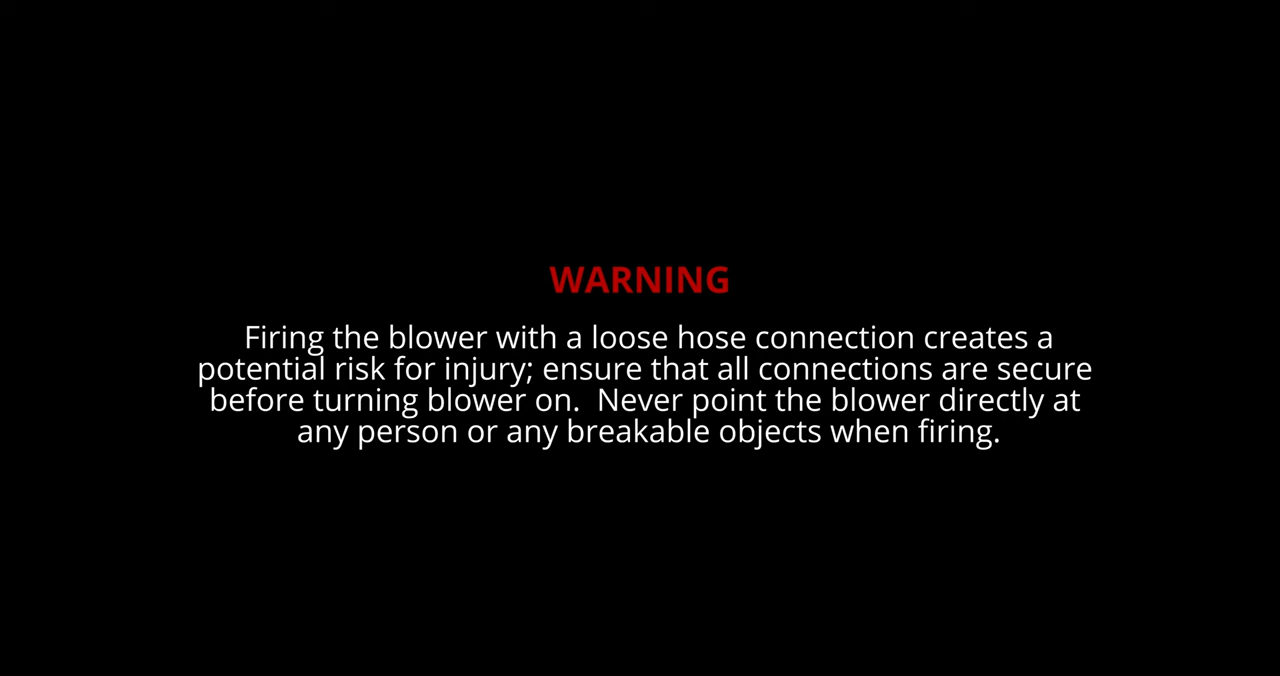 WARNING
Firing the blower with a loose hose connection creates a
potential risk for injury; ensure that all connections are secure
before turning blower on.  Never point the blower directly at
any person or any breakable objects when firing.